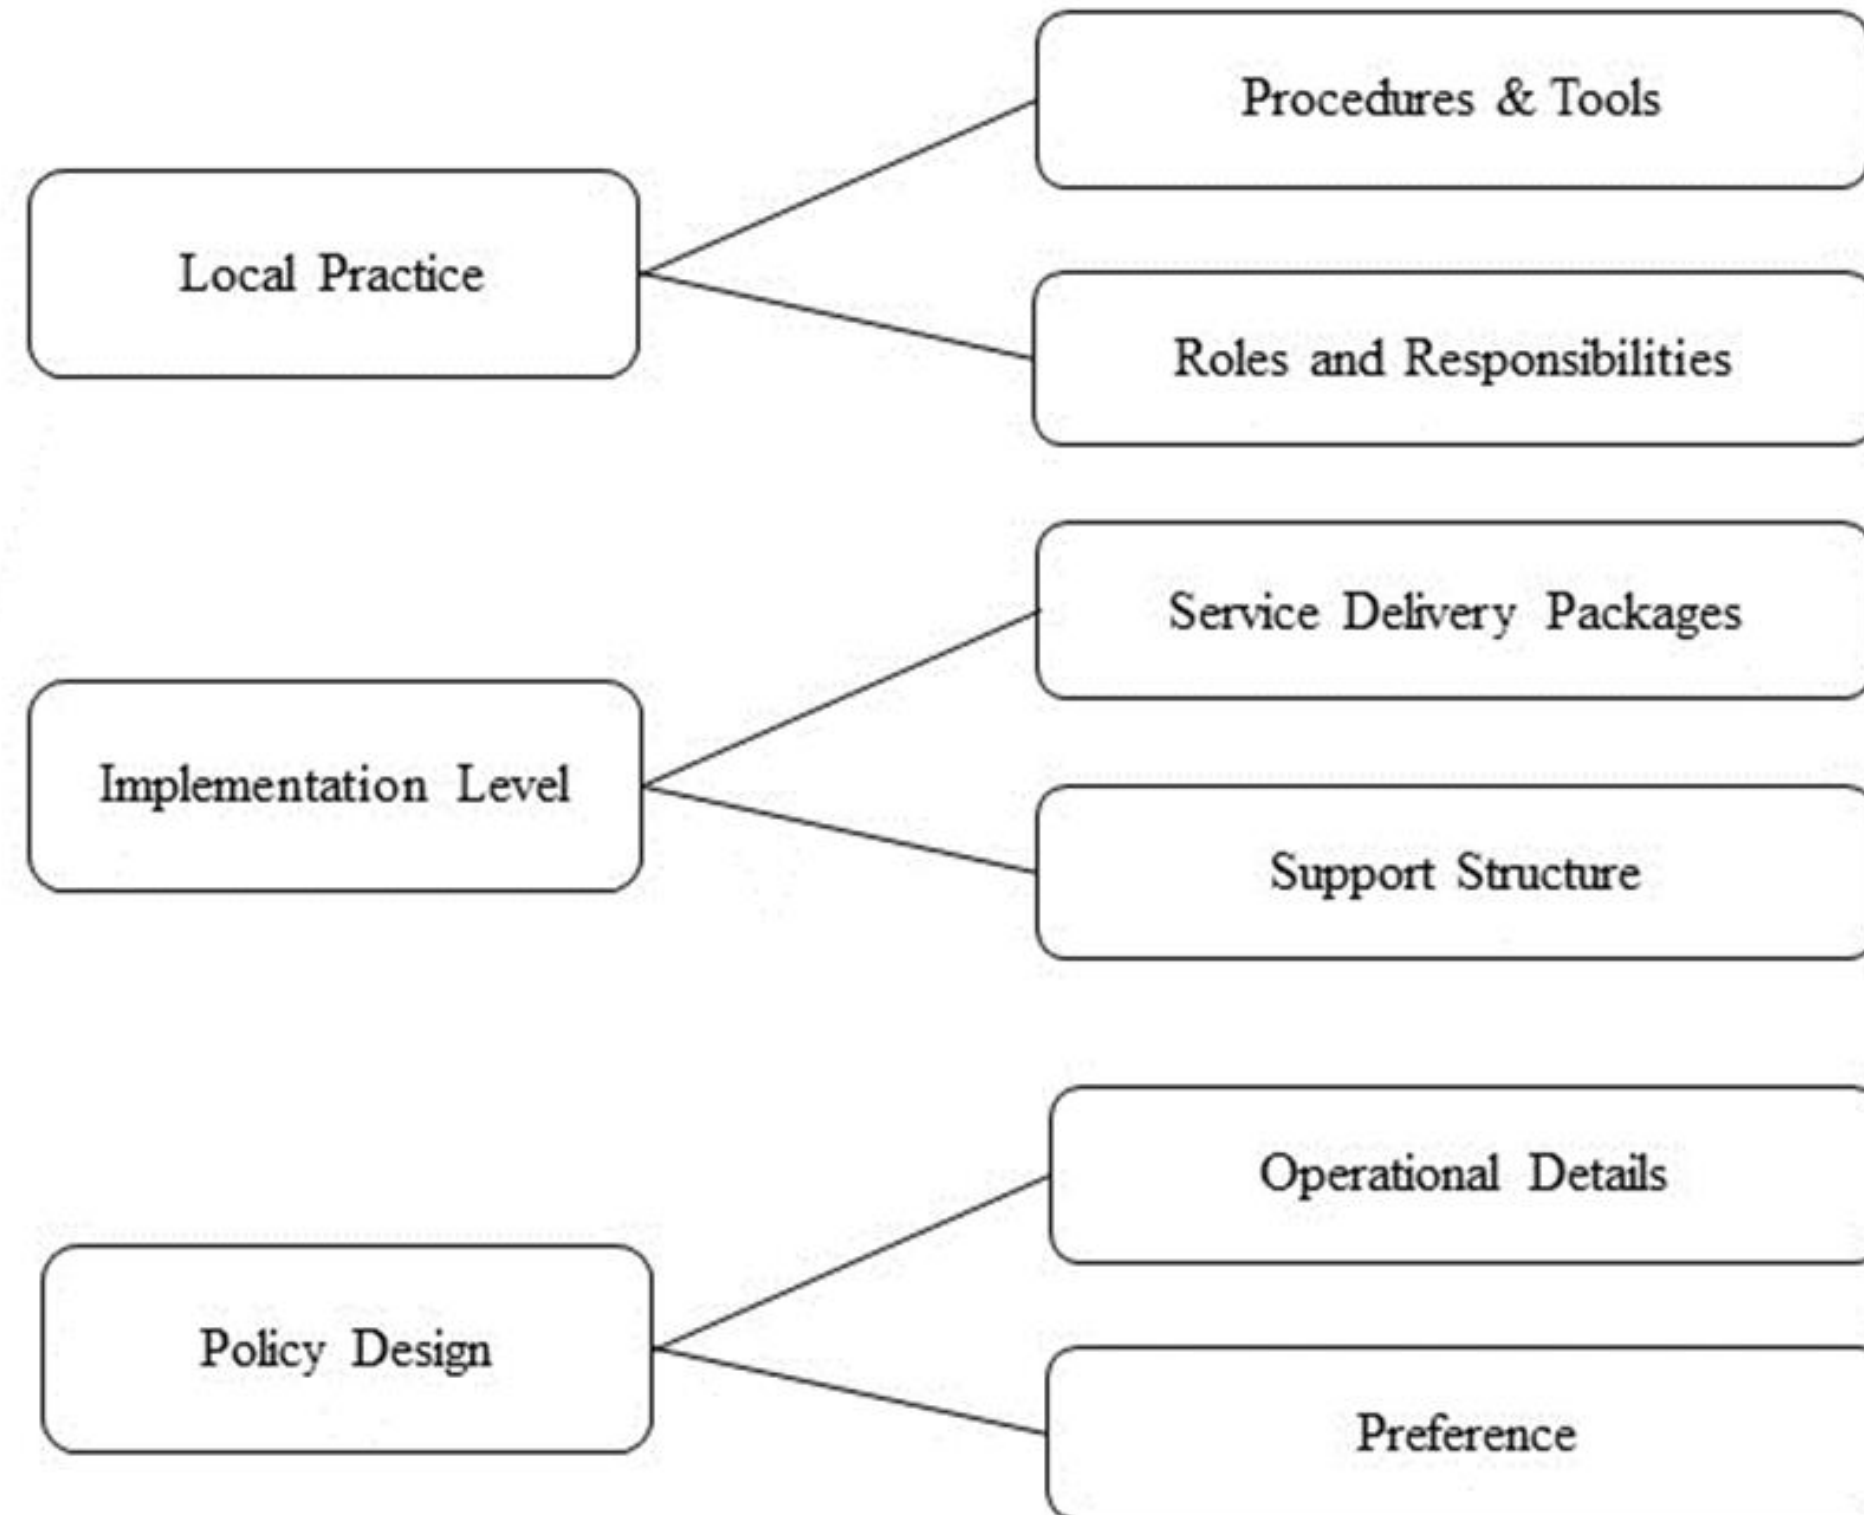 Procedures & Tools
Local Practice
Roles and Responsibilities
Service Delivery Packages
Implementation Level
Support Structure
Operational Details
Policy Design
Preference